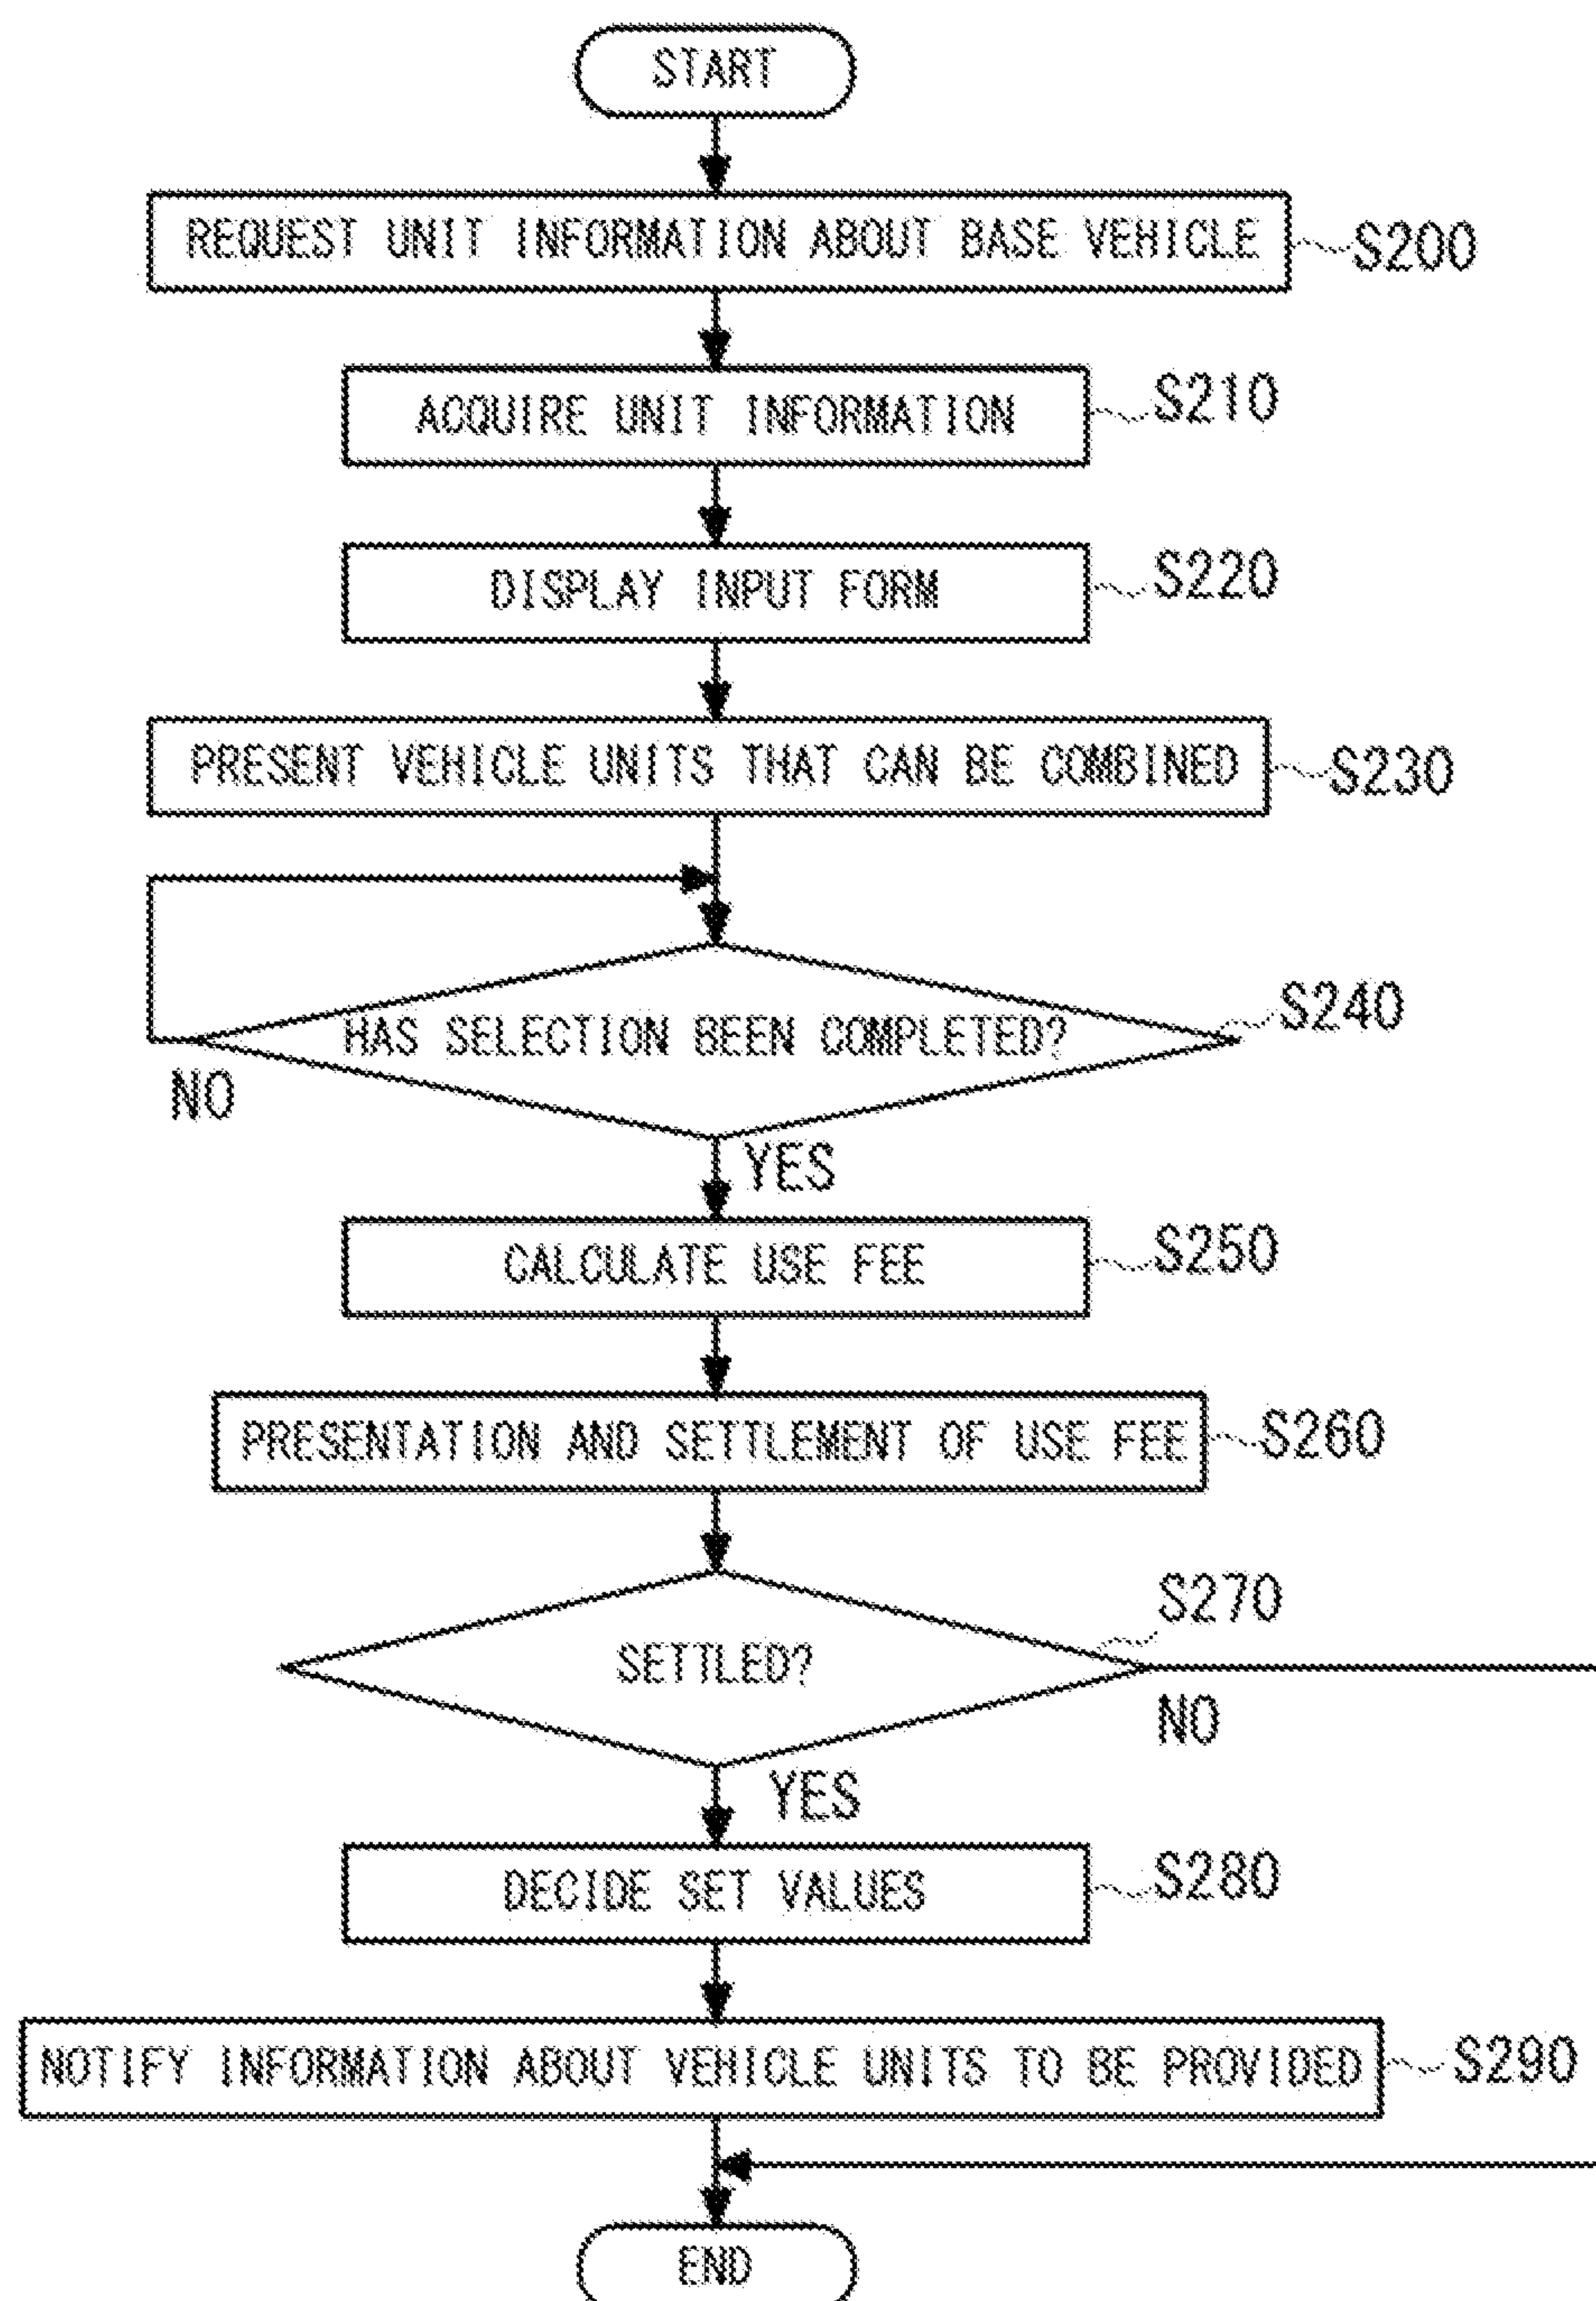 START
REQUEST UNIT INFORMATION ABOUT BASE VEHICLE
S200
ACQUIRE UNIT INFORMATION
S210
DISPLAY INPUT FORM
S220
PRESENT VEHICLE UNITS THAT CAN BE COMBINED
S230
HAS SELECTION BEEN COMPLETED?
S240
NO
YES
CALCULATE USE FEE
S250
PRESENTATION AND SETTLEMENT OF USE FEE
S260
SETTLED?
S270
NO
YES
DECIDE SET VALUES
S280
NOTIFY INFORMATION ABOUT VEHICLE UNITS TO BE PROVIDED
S290
END